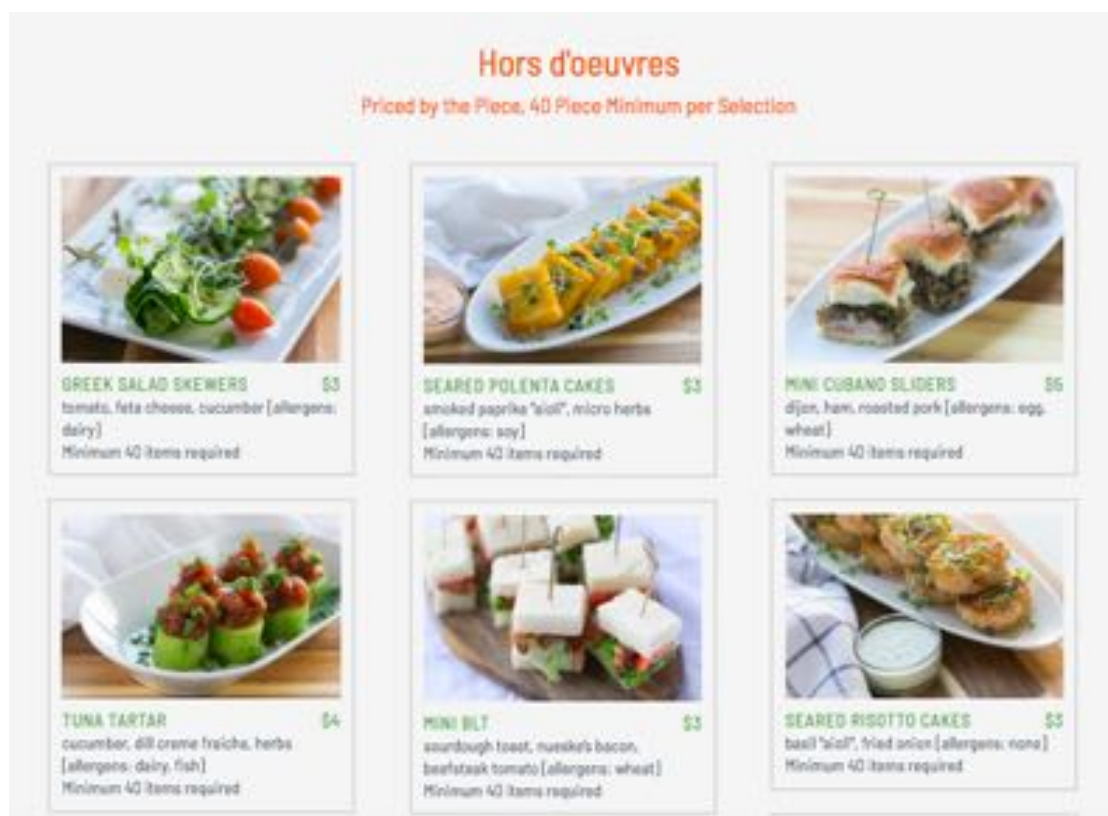 Hors d'oeuvres
Priced by the Piece, 40 Piece Minimum per Selection
GREEK SALAD SKEWERS $3
tomato, feta cheese, cucumber [allergens:
dairy]
Minimum 40 items required
SEARED POLENTA CAKES $3
smoked paprika "aioli", micro herbs
[allergens: soy]
Minimum 40 items required
MINI CUBANO SLIDERS $5
dijon, ham, roasted pork [allergens: egg,
wheat]
Minimum 40 items required
TUNA TARTAR $4
cucumber, dill creme fraiche, herbs
[allergens: dairy, fish]
Minimum 40 items required
MINI BLT $3
sourdough toast, nueske's bacon,
beefsteak tomato [allergens: wheat]
Minimum 40 items required
SEARED RISOTTO CAKES $3
basil "aioli", fried onion [allergens: none]
Minimum 40 items required